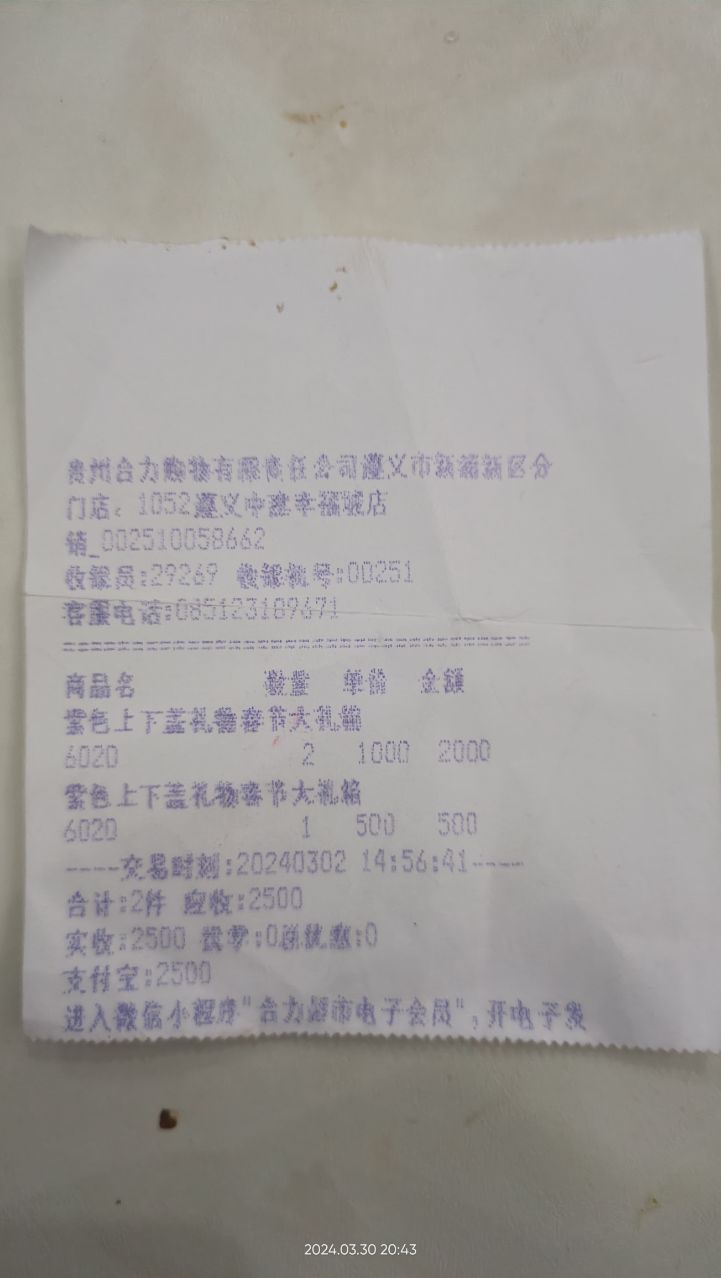 贵州合力购物有限责任公司遵义市新蒲新区分
门店：1052遵义中建幸福城店
销_002510058662
收银员:29269 收银机号:00251
客服电话:085123189671
商品名 数量 单价 金额
紫色上下盖礼物春节大礼箱
6020 2 1000 2000
紫色上下盖礼物春节大礼箱
6020 1 500 500
----交易时刻:20240302 14:56:41----
合计:2件 应收:2500
实收:2500 找零:0总优惠:0
支付宝:2500
进入微信小程序"合力超市电子会员",开电子发
2024.03.30 20:43